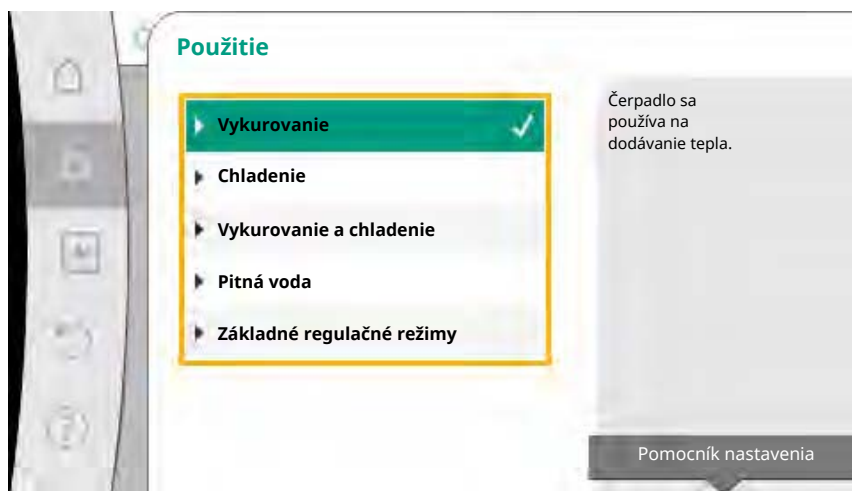 Použitie
Vykurovanie
Chladenie
Vykurovanie a chladenie
Pitná voda
Základné regulačné režimy
Čerpadlo sa
používa na
dodávanie tepla.
Pomocník nastavenia